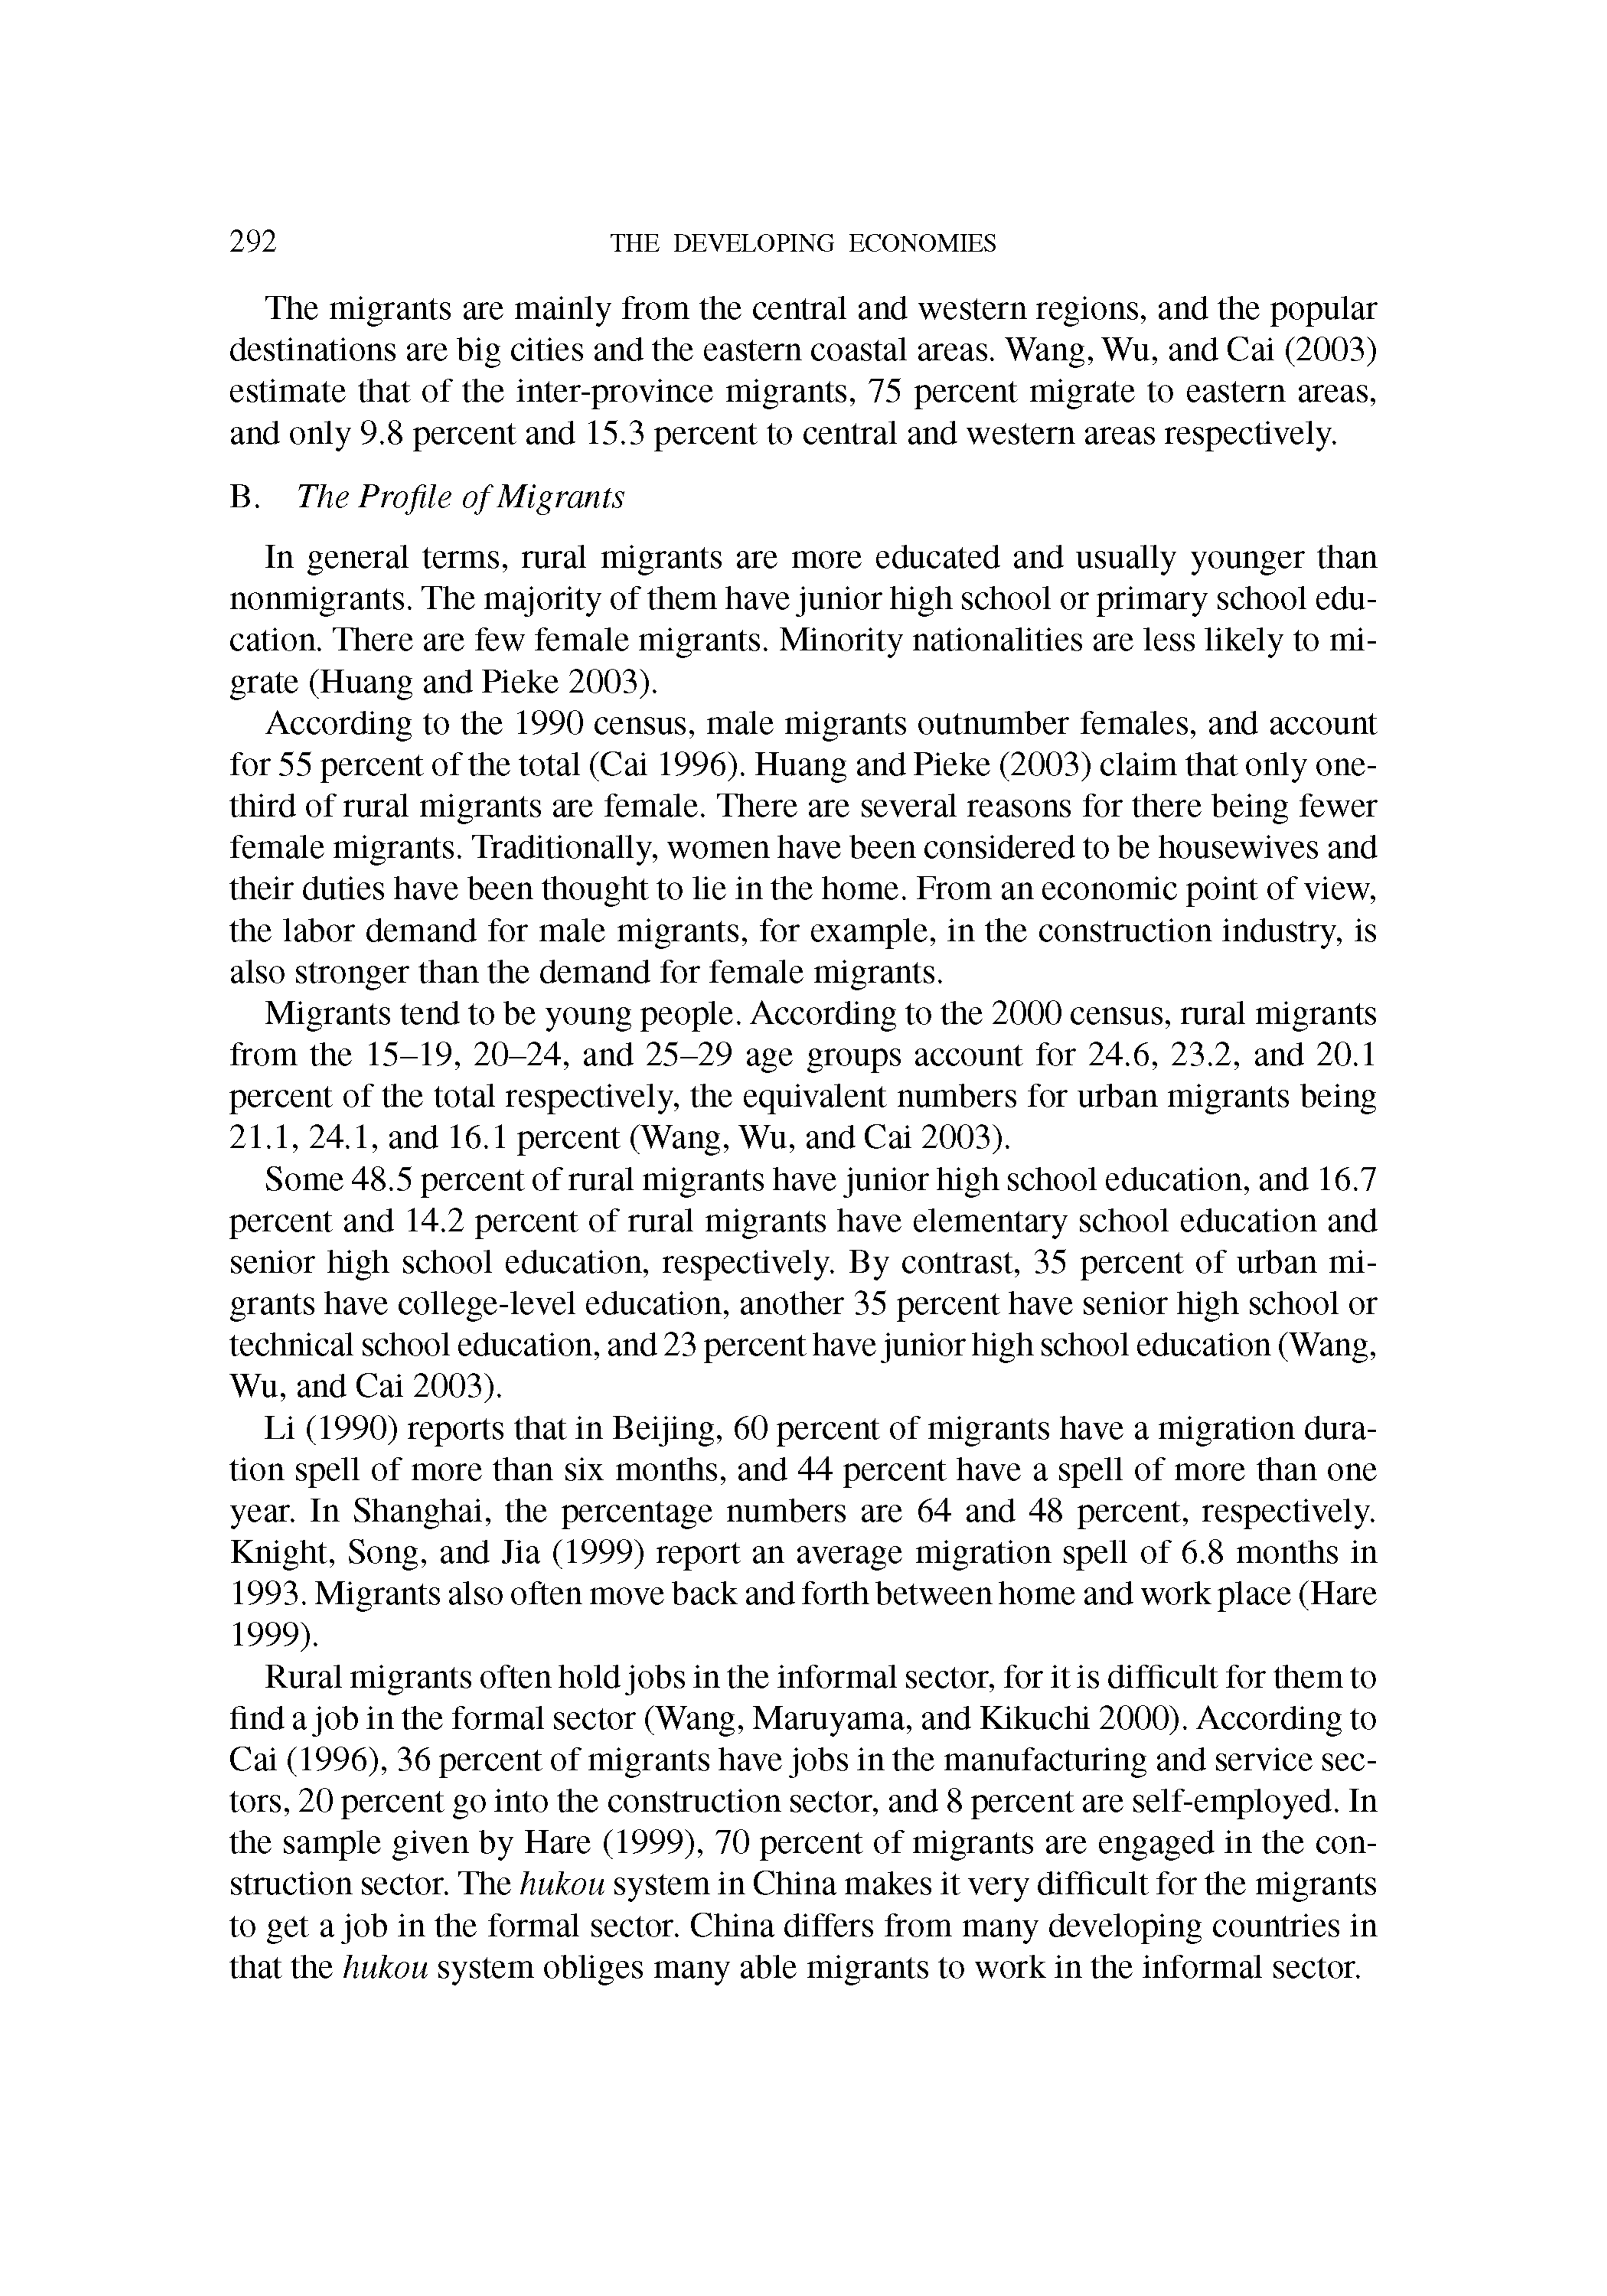 292 THE DEVELOPING ECONOMIES
The migrants are mainly from the central and western regions, and the popular
destinations are big cities and the eastern coastal areas. Wang, Wu, and Cai (2003)
estimate that of the inter-province migrants, 75 percent migrate to eastern areas,
and only 9.8 percent and 15.3 percent to central and western areas respectively.
B. The Profile of Migrants
In general terms, rural migrants are more educated and usually younger than
nonmigrants. The majority of them have junior high school or primary school edu-
cation. There are few female migrants. Minority nationalities are less likely to mi-
grate (Huang and Pieke 2003).
According to the 1990 census, male migrants outnumber females, and account
for 55 percent of the total (Cai 1996). Huang and Pieke (2003) claim that only one-
third of rural migrants are female. There are several reasons for there being fewer
female migrants. Traditionally, women have been considered to be housewives and
their duties have been thought to lie in the home. From an economic point of view,
the labor demand for male migrants, for example, in the construction industry, is
also stronger than the demand for female migrants.
Migrants tend to be young people. According to the 2000 census, rural migrants
from the 15–19, 20–24, and 25–29 age groups account for 24.6, 23.2, and 20.1
percent of the total respectively, the equivalent numbers for urban migrants being
21.1, 24.1, and 16.1 percent (Wang, Wu, and Cai 2003).
Some 48.5 percent of rural migrants have junior high school education, and 16.7
percent and 14.2 percent of rural migrants have elementary school education and
senior high school education, respectively. By contrast, 35 percent of urban mi-
grants have college-level education, another 35 percent have senior high school or
technical school education, and 23 percent have junior high school education (Wang,
Wu, and Cai 2003).
Li (1990) reports that in Beijing, 60 percent of migrants have a migration dura-
tion spell of more than six months, and 44 percent have a spell of more than one
year. In Shanghai, the percentage numbers are 64 and 48 percent, respectively.
Knight, Song, and Jia (1999) report an average migration spell of 6.8 months in
1993. Migrants also often move back and forth between home and work place (Hare
1999).
Rural migrants often hold jobs in the informal sector, for it is difficult for them to
find a job in the formal sector (Wang, Maruyama, and Kikuchi 2000). According to
Cai (1996), 36 percent of migrants have jobs in the manufacturing and service sec-
tors, 20 percent go into the construction sector, and 8 percent are self-employed. In
the sample given by Hare (1999), 70 percent of migrants are engaged in the con-
struction sector. The hukou system in China makes it very difficult for the migrants
to get a job in the formal sector. China differs from many developing countries in
that the hukou system obliges many able migrants to work in the informal sector.